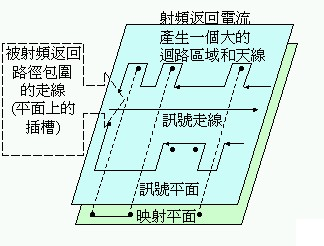 射頻返回電流
產生一個大的
迴路區域和天線
被射頻返回
路徑包圍
的走線
(平面上的
插槽)
訊號走線
訊號平面
映射平面